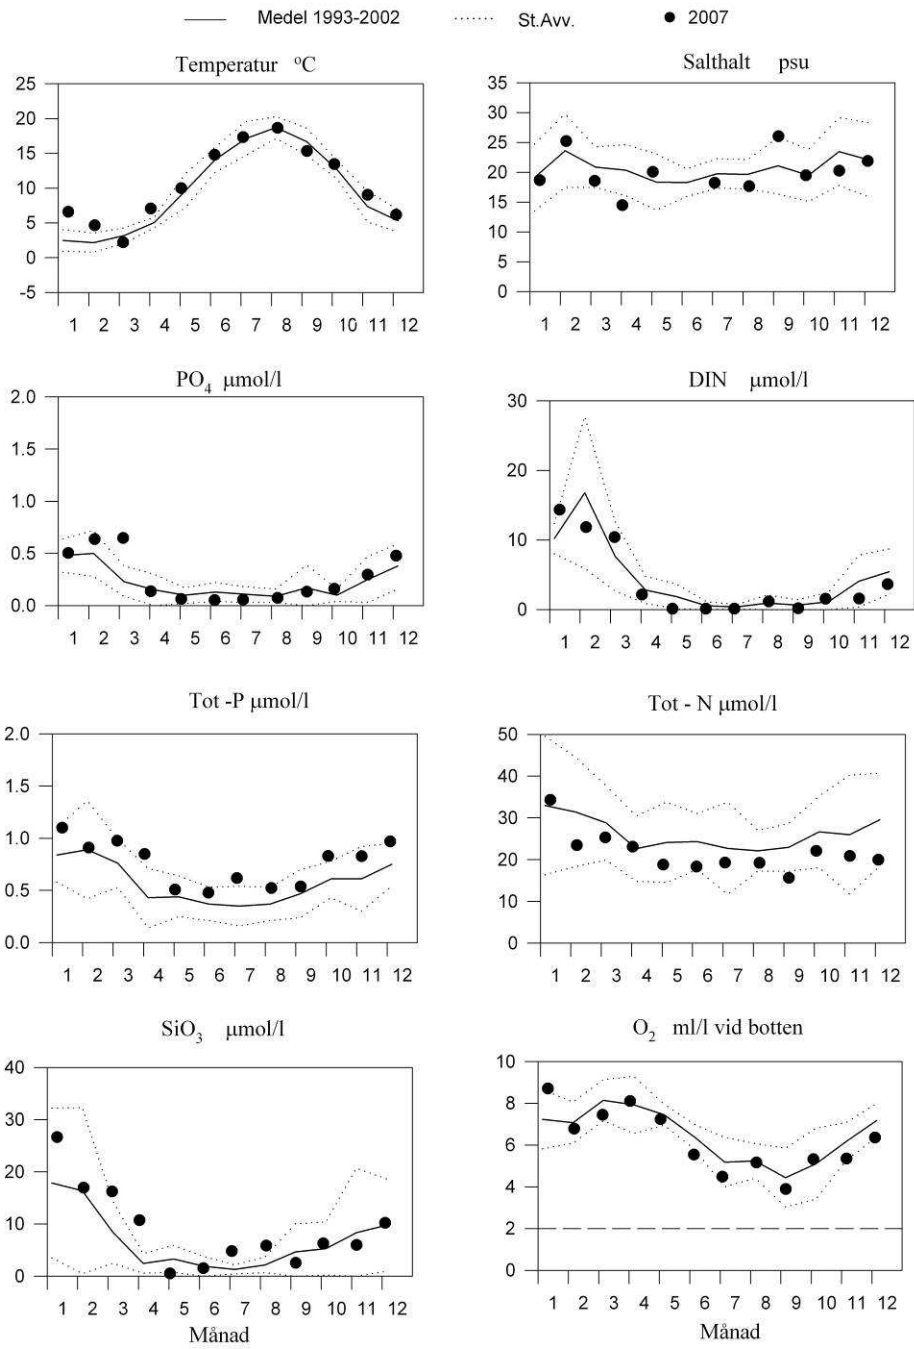 Medel 1993-2002 St.Avv. 2007
Temperatur °C
25
20
15
10
5
0
-5
1 2 3 4 5 6 7 8 9 10 11 12
Salthalt psu
35
30
25
20
15
10
5
0
1 2 3 4 5 6 7 8 9 10 11 12
PO4 µmol/l
2.0
1.5
1.0
0.5
0.0
1 2 3 4 5 6 7 8 9 10 11 12
DIN µmol/l
30
20
10
0
1 2 3 4 5 6 7 8 9 10 11 12
Tot -P µmol/l
2.0
1.5
1.0
0.5
0.0
1 2 3 4 5 6 7 8 9 10 11 12
Tot - N µmol/l
50
40
30
20
10
0
1 2 3 4 5 6 7 8 9 10 11 12
SiO3 µmol/l
40
30
20
10
0
1 2 3 4 5 6 7 8 9 10 11 12
Månad
O2 ml/l vid botten
10
8
6
4
2
0
1 2 3 4 5 6 7 8 9 10 11 12
Månad